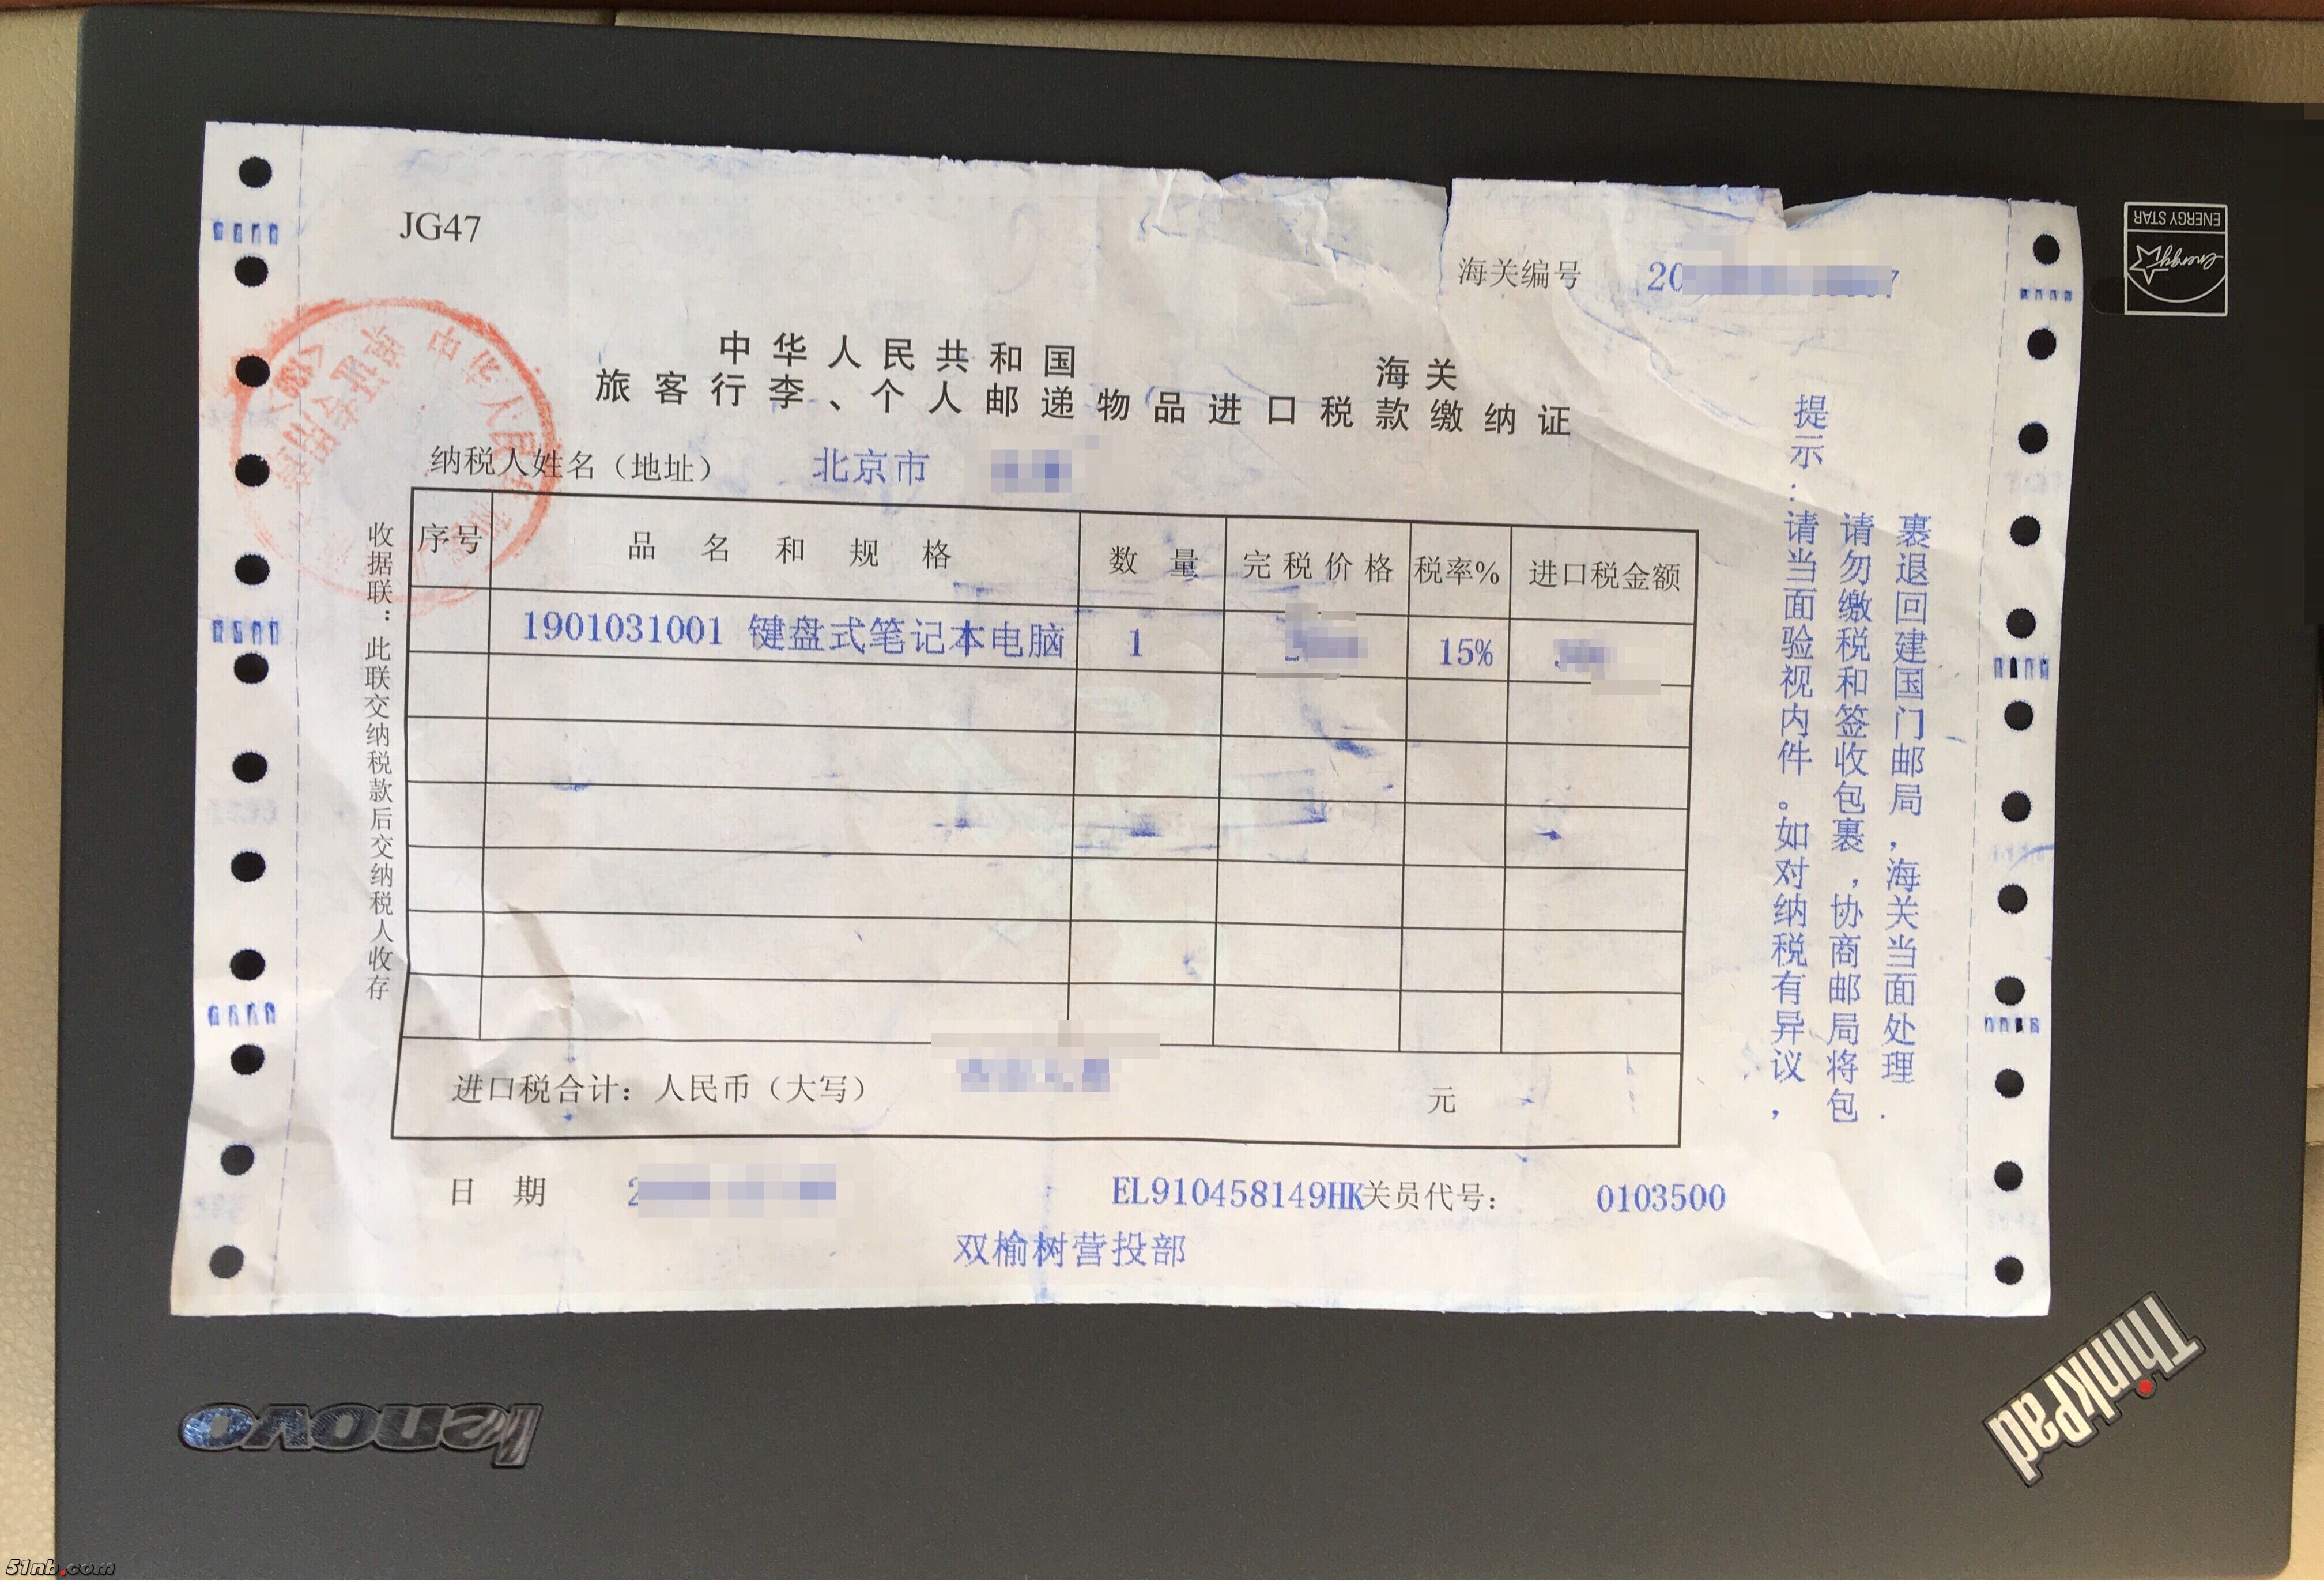 JG47
海关编号
中华人民共和国 海关
旅客行李、个人邮递物品进口税款缴纳证
纳税人姓名（地址） 北京市
序号 品名和规格 数量 完税价格 税率% 进口税金额
1901031001 键盘式笔记本电脑 1 15%
进口税合计：人民币（大写） 元
日期 EL910458149HK关员代号： 0103500
双榆树营投部
收据联：此联交纳税款后交纳税人收存
提示：请当面验视内件。如对纳税有异议，
请勿缴税和签收包裹，协商邮局将包
裹退回建国门邮局，海关当面处理.
中华人民
ENERGY STAR
energy
lenovo
ThinkPad
51nb.com